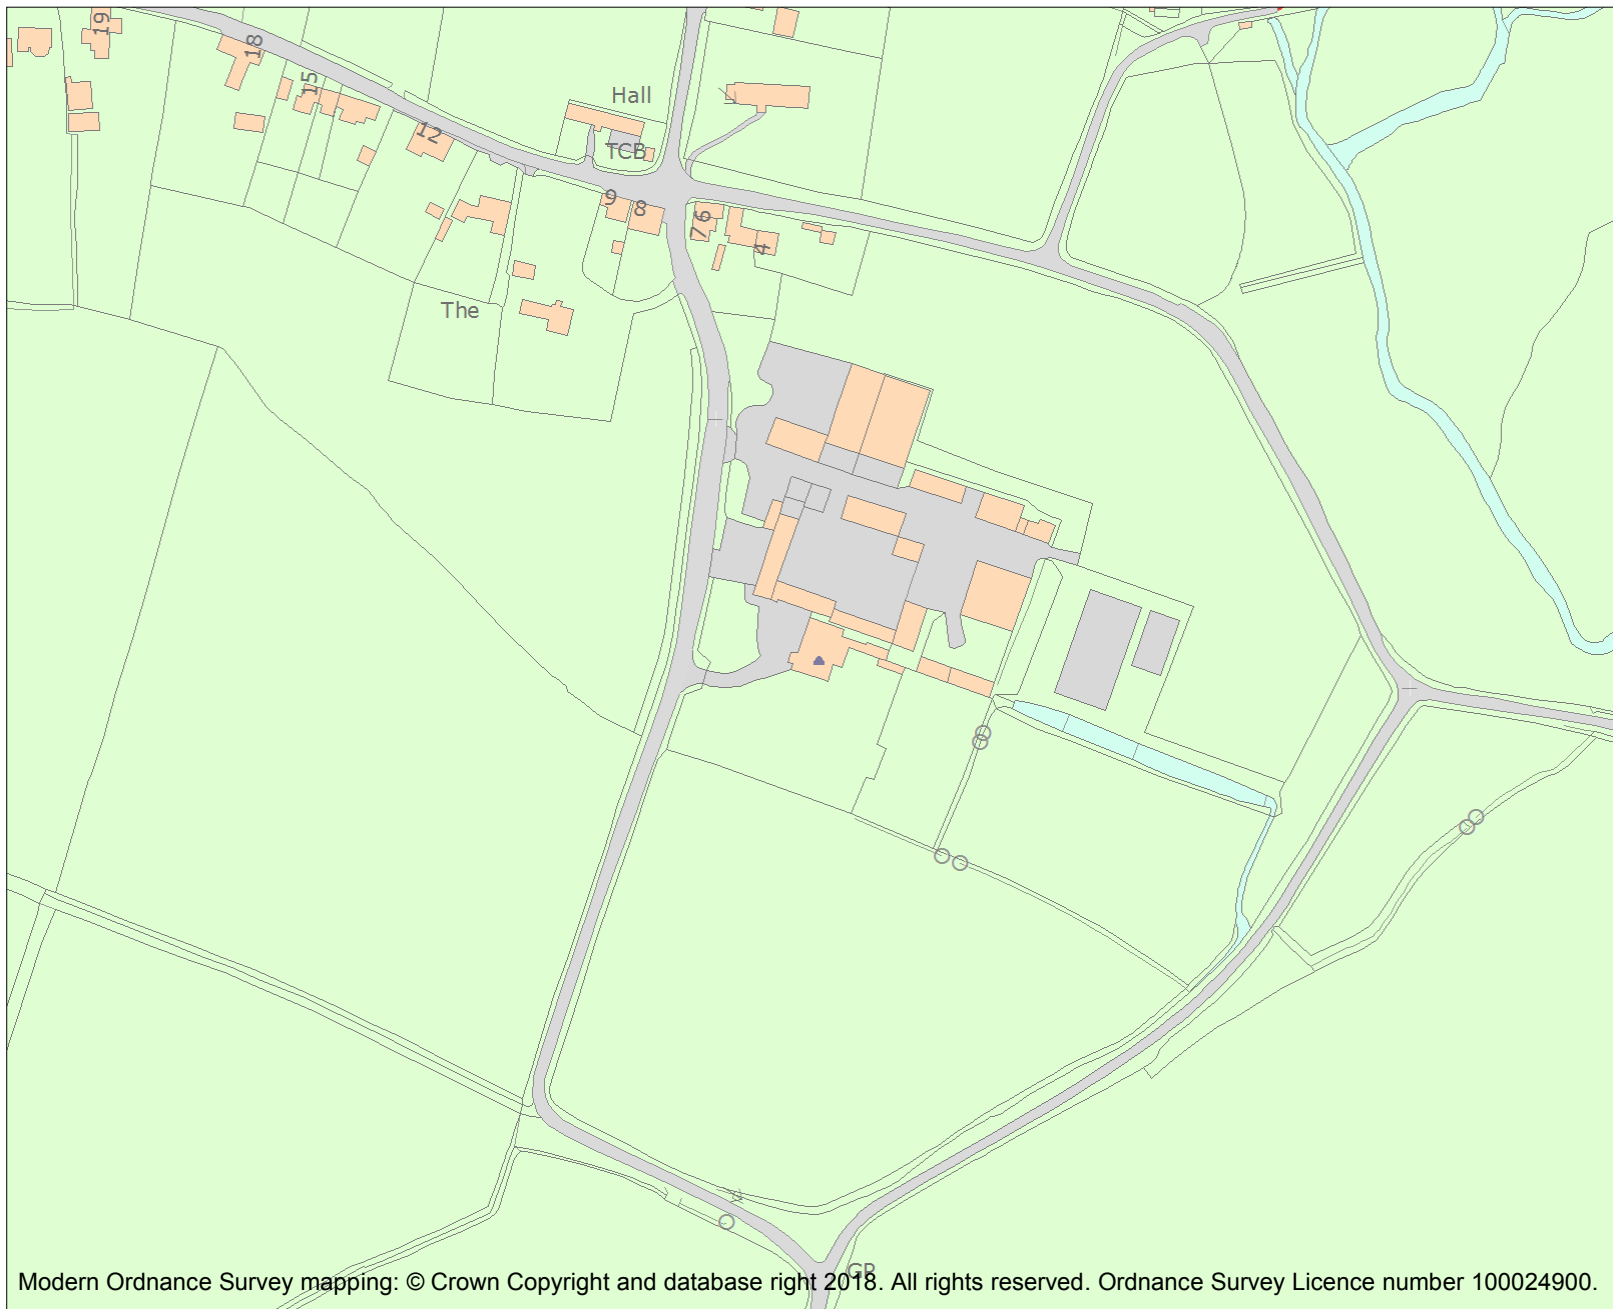 19
18
15
Hall
12
TCB
9
8
7 6
4
The
GP
Modern Ordnance Survey mapping: © Crown Copyright and database right 2018. All rights reserved. Ordnance Survey Licence number 100024900.